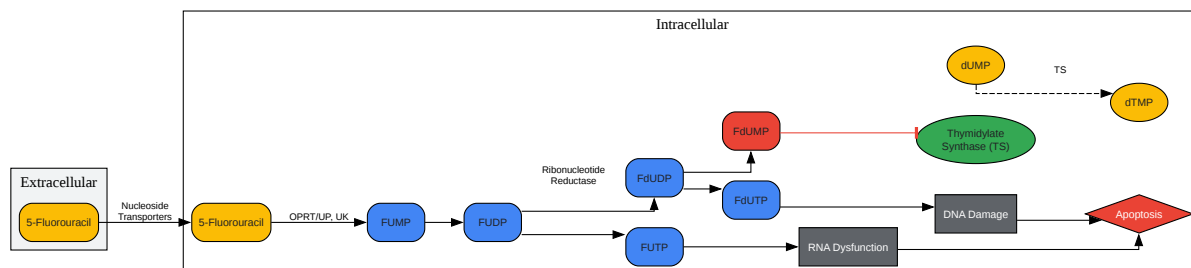 Intracellular
dUMP
TS
dTMP
FdUMP
Thymidylate
Synthase (TS)
Ribonucleotide
Reductase
FdUDP
FdUTP
Extracellular
5-Fluorouracil
Nucleoside
Transporters
5-Fluorouracil
OPRT/UP, UK
FUMP
FUDP
FUTP
DNA Damage
RNA Dysfunction
Apoptosis